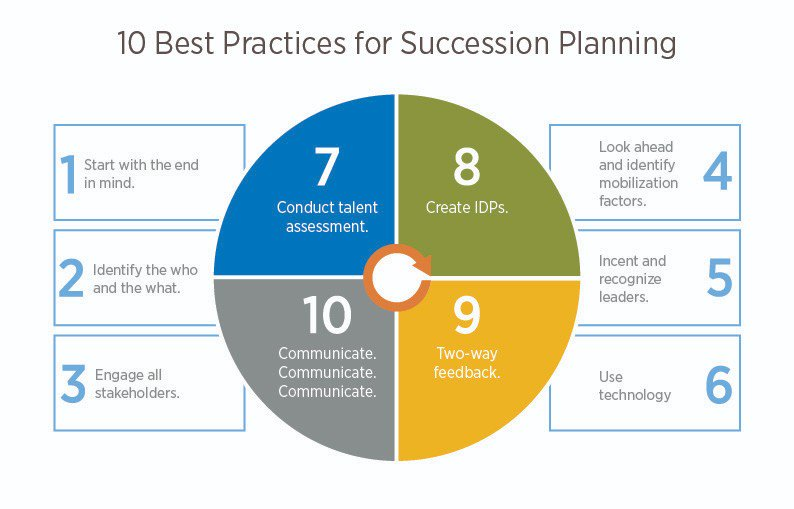 10 Best Practices for Succession Planning
1
Start with the end
in mind.
2
Identify the who
and the what.
3
Engage all
stakeholders.
4
Look ahead
and identify
mobilization
factors.
5
Incent and
recognize
leaders.
6
Use
technology
7
Conduct talent
assessment.
8
Create IDPs.
9
Two-way
feedback.
10
Communicate.
Communicate.
Communicate.